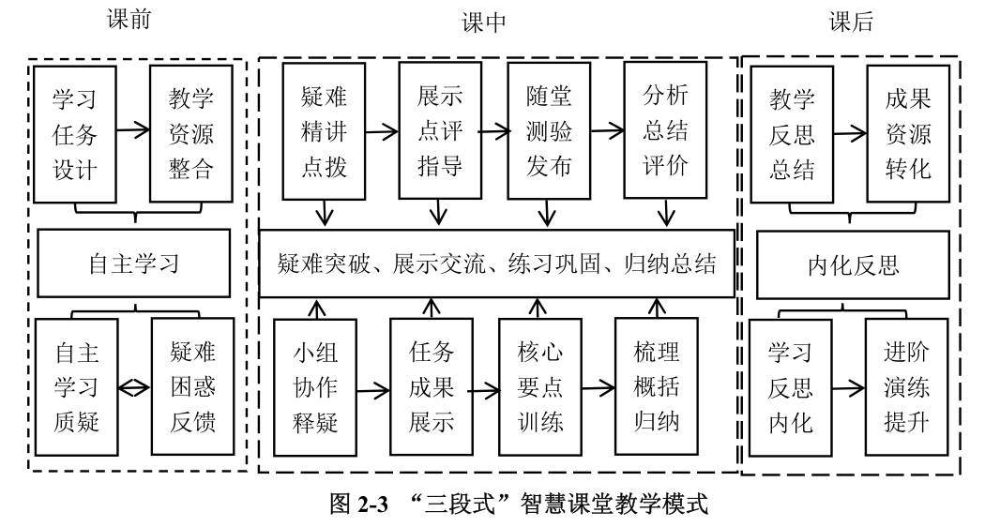 课前
课中
课后
学习
任务
设计
教学
资源
整合
疑难
精讲
点拨
展示
点评
指导
随堂
测验
发布
分析
总结
评价
教学
反思
总结
成果
资源
转化
自主学习
疑难突破、展示交流、练习巩固、归纳总结
内化反思
自主
学习
质疑
疑难
困惑
反馈
小组
协作
释疑
任务
成果
展示
核心
要点
训练
梳理
概括
归纳
学习
反思
内化
进阶
演练
提升
图 2-3 “三段式”智慧课堂教学模式